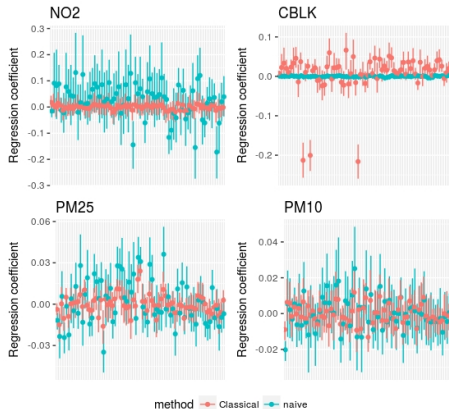 NO2
Regression coefficient
0.3
0.2
0.1
0.0
-0.1
-0.2
-0.3
CBLK
Regression coefficient
0.1
0.0
-0.1
-0.2
PM25
Regression coefficient
0.06
0.03
0.00
-0.03
PM10
Regression coefficient
0.04
0.02
0.00
-0.02
method Classical naive